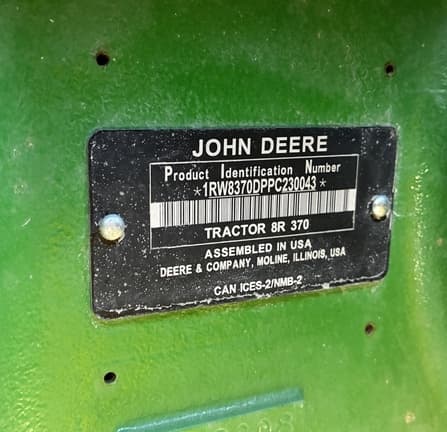 JOHN DEERE
Product Identification Number
*1RW8370DPPC230043*
TRACTOR 8R 370
ASSEMBLED IN USA
DEERE & COMPANY, MOLINE, ILLINOIS, USA
CAN ICES-2/NMB-2